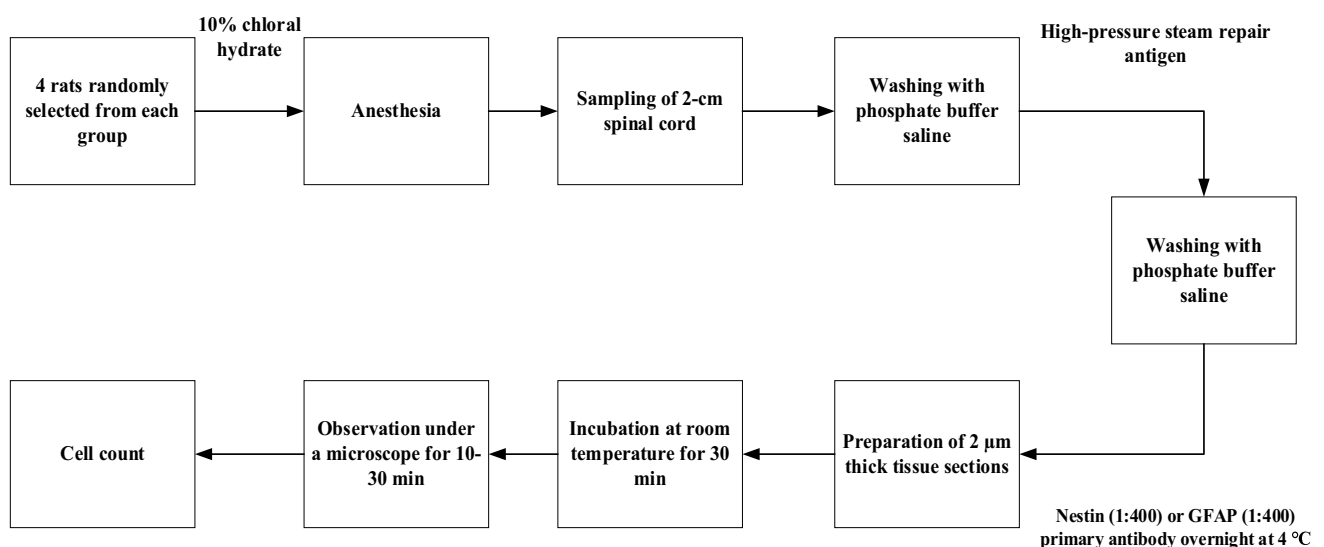 10% chloral
hydrate
4 rats randomly
selected from each
group
Anesthesia
Sampling of 2-cm
spinal cord
Washing with
phosphate buffer
saline
High-pressure steam repair
antigen
Washing with
phosphate buffer
saline
Nestin (1:400) or GFAP (1:400)
primary antibody overnight at 4 °C
Preparation of 2 μm
thick tissue sections
Incubation at room
temperature for 30
min
Observation under
a microscope for 10-
30 min
Cell count